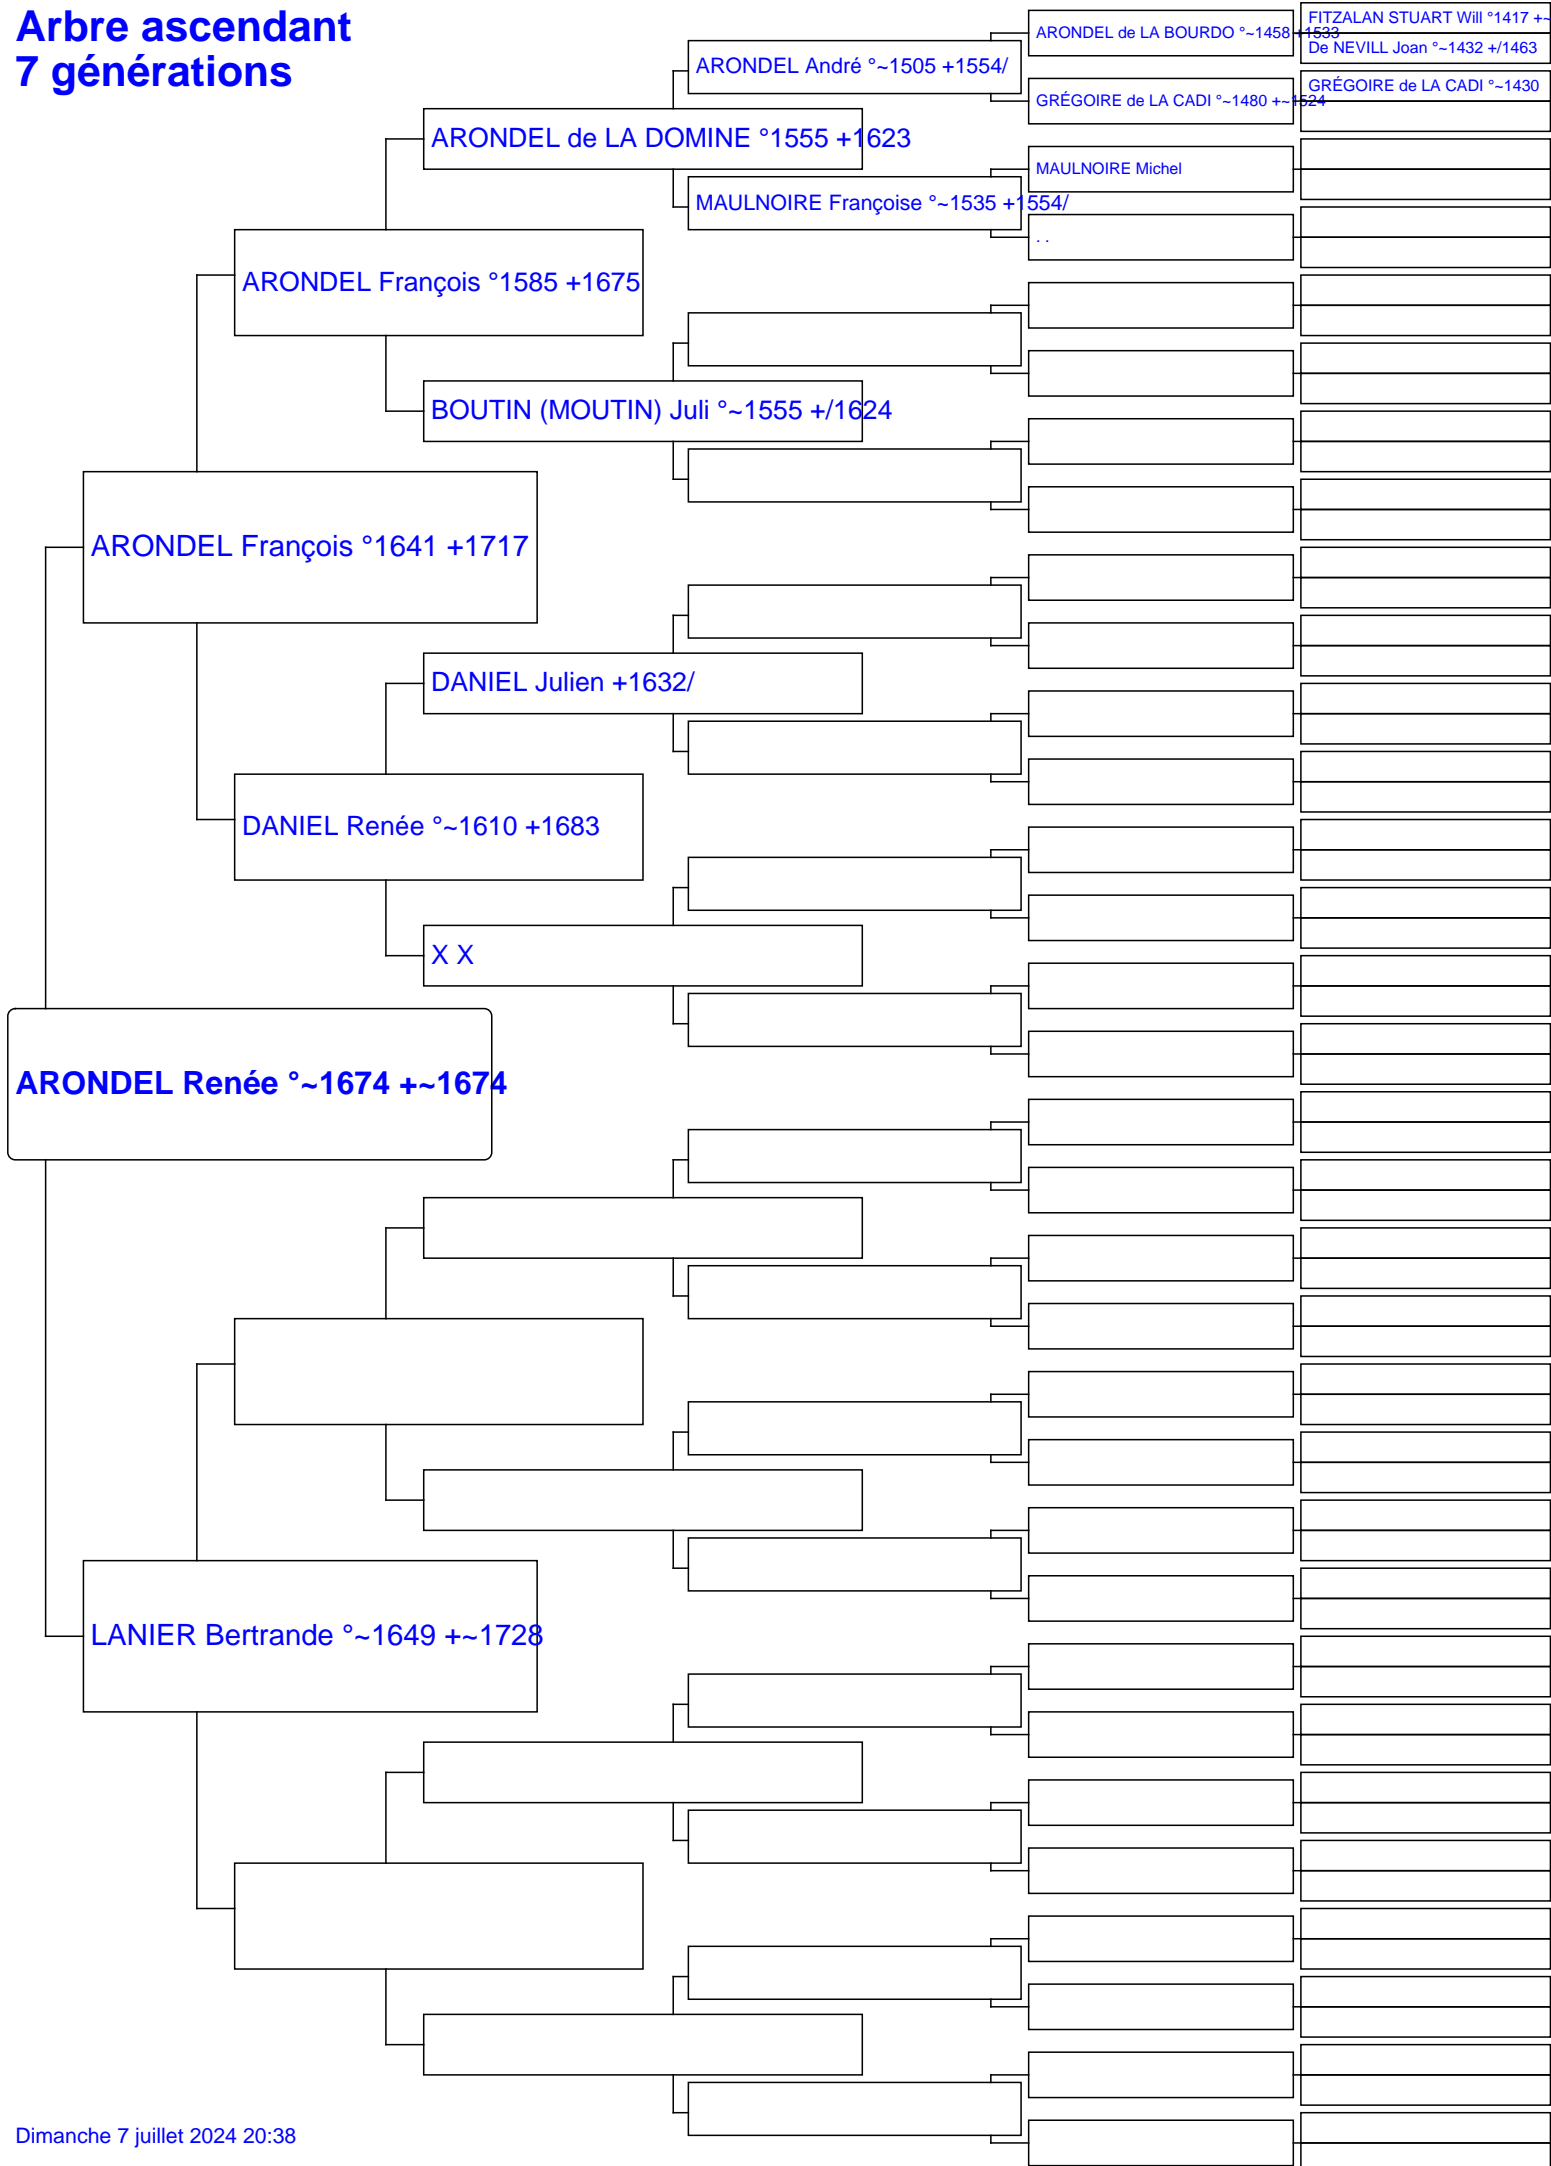 Arbre ascendant
7 générations
FITZALAN STUART Will °1417 +~
ARONDEL de LA BOURDO °~1458 +1533
De NEVILL Joan °~1432 +/1463
ARONDEL André °~1505 +1554/
GRÉGOIRE de LA CADI °~1430
GRÉGOIRE de LA CADI °~1480 +~1524
ARONDEL de LA DOMINE °1555 +1623
MAULNOIRE Michel
MAULNOIRE Françoise °~1535 +1554/
. .
ARONDEL François °1585 +1675
BOUTIN (MOUTIN) Juli °~1555 +/1624
ARONDEL François °1641 +1717
DANIEL Julien +1632/
DANIEL Renée °~1610 +1683
X X
ARONDEL Renée °~1674 +~1674
LANIER Bertrande °~1649 +~1728
Dimanche 7 juillet 2024 20:38